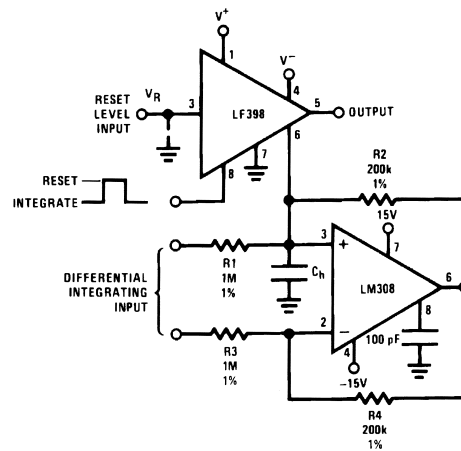 V+
1
V−
4
V_R
RESET
LEVEL
INPUT
3
LF398
5
OUTPUT
6
7
8
RESET
INTEGRATE
R2
200k
1%
15V
7
3
+
R1
1M
1%
C_h
DIFFERENTIAL
INTEGRATING
INPUT
LM308
6
8
2
−
R3
1M
1%
4
100 pF
−15V
R4
200k
1%